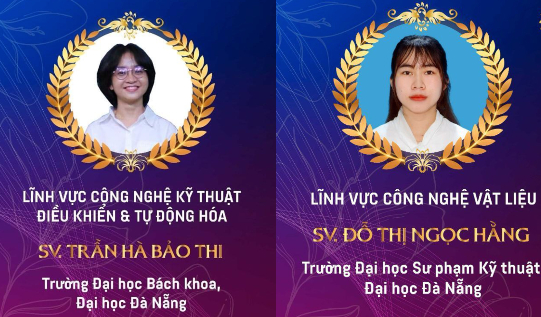 LĨNH VỰC CÔNG NGHỆ KỸ THUẬT
ĐIỀU KHIỂN & TỰ ĐỘNG HÓA
SV. TRẦN HÀ BẢO THI
Trường Đại học Bách khoa,
Đại học Đà Nẵng
LĨNH VỰC CÔNG NGHỆ VẬT LIỆU
SV. ĐỖ THỊ NGỌC HẰNG
Trường Đại học Sư phạm Kỹ thuật
Đại học Đà Nẵng